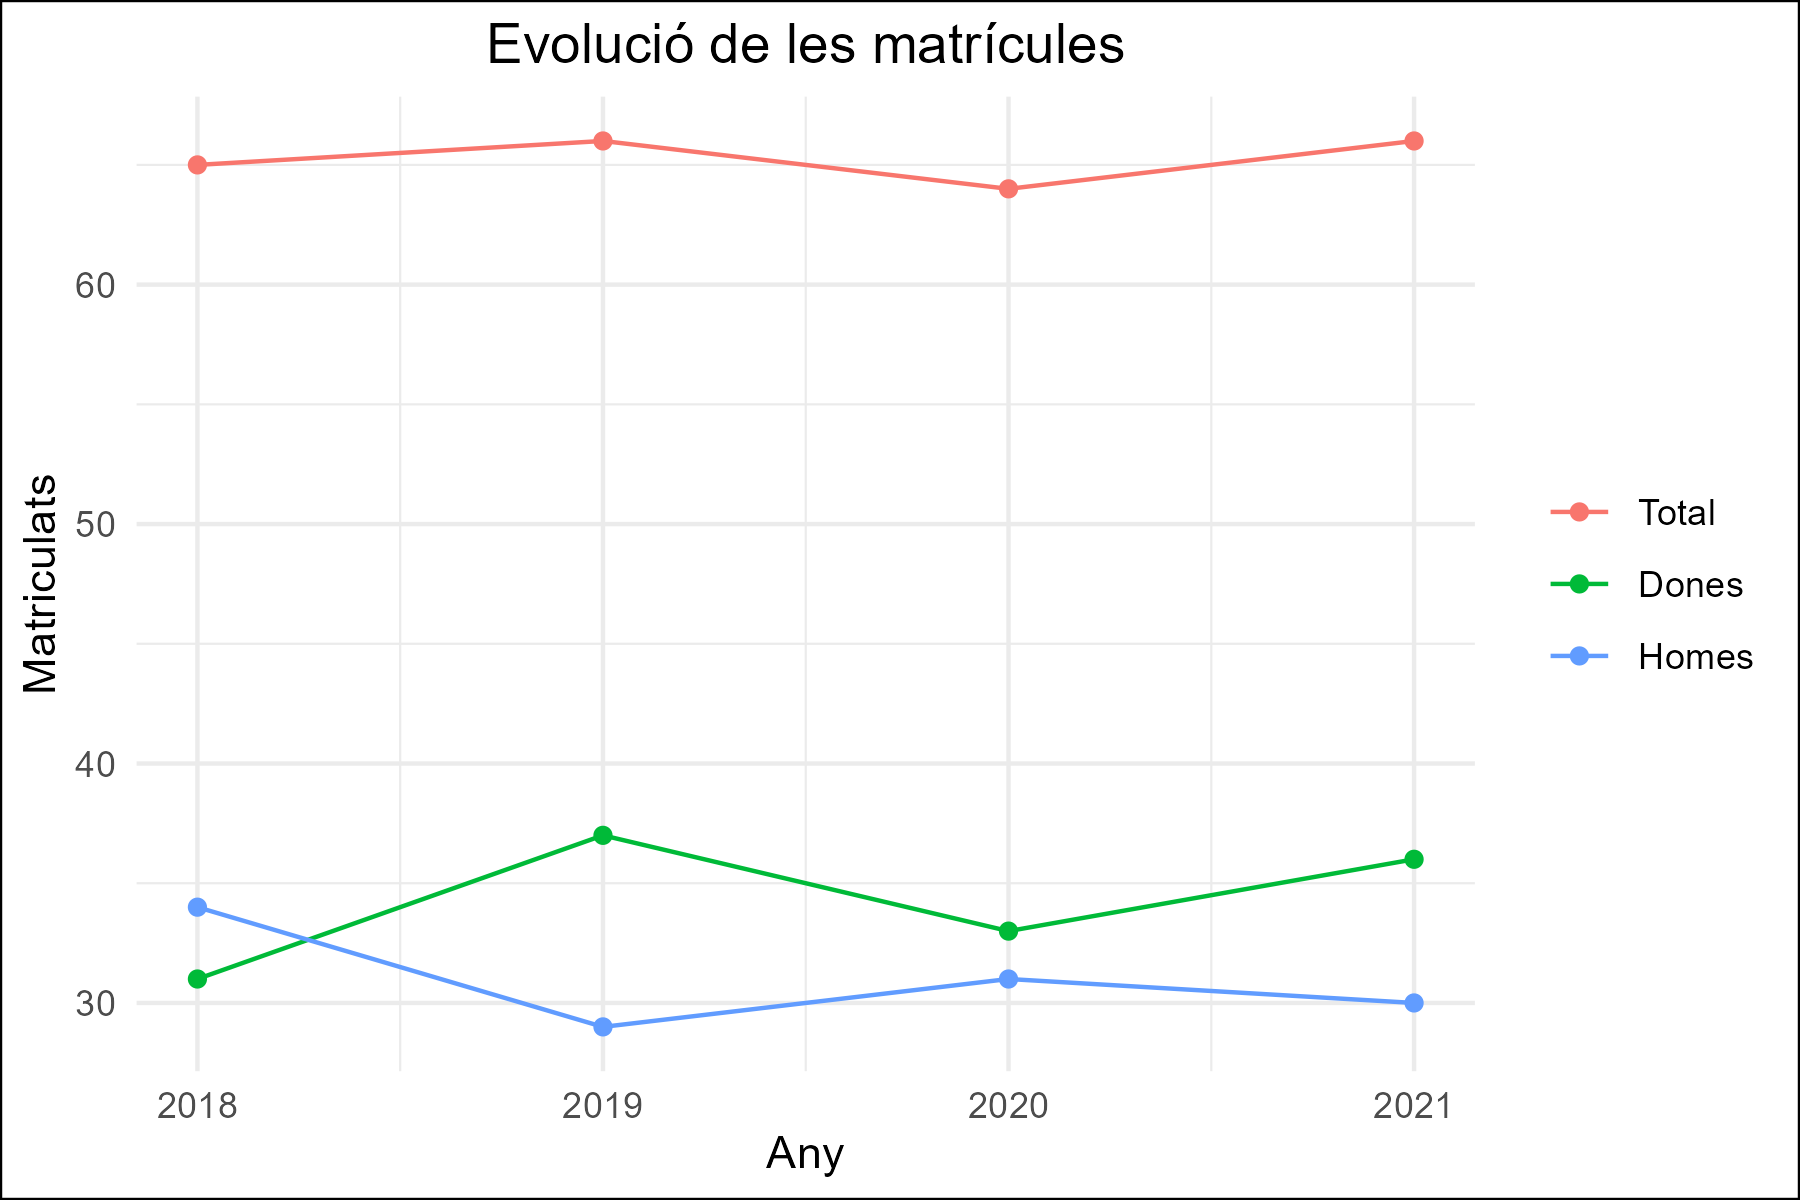 Evolució de les matrícules
Matriculats
60
50
40
30
2018 2019 2020 2021
Any
Total
Dones
Homes